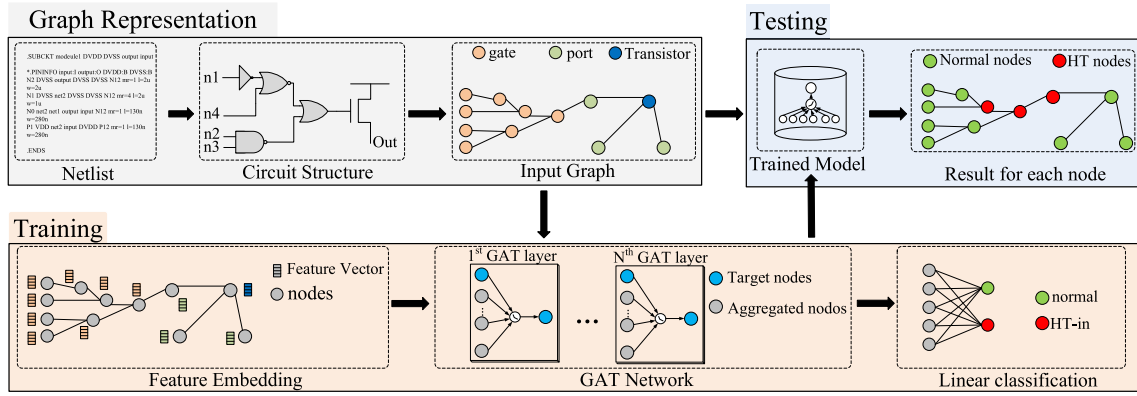 Graph Representation
.SUBCKT modeule1 DVDD DVSS output input
*.PININFO input:I output:O DVDD:B DVSS:B
N2 DVSS output DVSS DVSS N12 mr=1 l=2u
w=2u
N1 DVSS net2 DVSS DVSS N12 mr=4 l=2u
w=1u
N0 net2 net1 output input N12 mr=1 l=130n
w=280n
P1 VDD net2 input DVDD P12 mr=1 l=130n
w=280n
.ENDS
Netlist
n1
n4
n2
n3
Out
Circuit Structure
gate
port
Transistor
Input Graph
Testing
Trained Model
Normal nodes
HT nodes
Result for each node
Training
Feature Vector
nodes
Feature Embedding
1st GAT layer
Nth GAT layer
...
Target nodes
Aggregated nodos
GAT Network
normal
HT-in
Linear classification